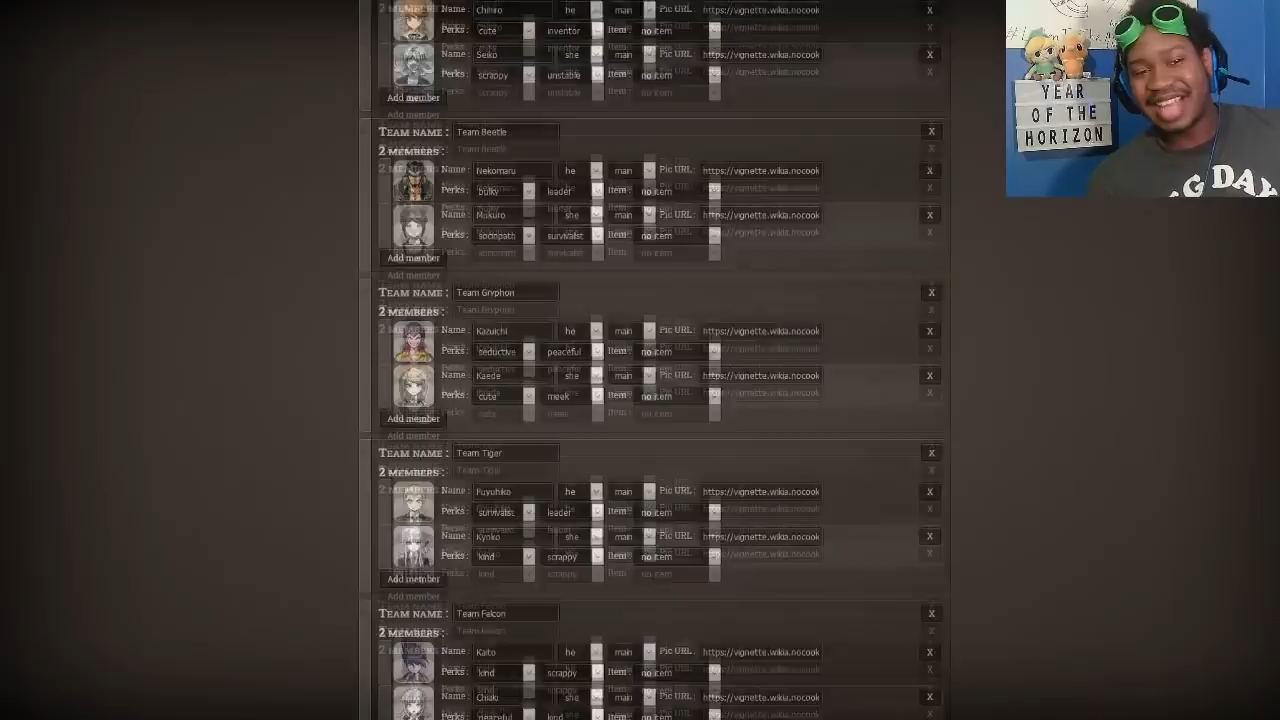 Name : Chihiro he main Pic URL : X
Perks : cute inventor Item : no item
Name : Seiko she main Pic URL : https://vignette.wikia.nocook X
Perks : scrappy unstable Item : no item
Add member
TEAM NAME : Team Beetle X
2 MEMBERS :
Name : Nekomaru he main Pic URL : https://vignette.wikia.nocook
Perks : bulky leader Item : no item
Name : Mukuro she main Pic URL : https://vignette.wikia.nocook X
Perks : sociopath survivalist Item : no item
Add member
TEAM NAME : Team Gryphon X
2 MEMBERS :
Name : Kazuichi he main Pic URL : https://vignette.wikia.nocook X
Perks : seductive peaceful Item : no item
Name : Kaede she main Pic URL : https://vignette.wikia.nocook X
Perks : cute meek Item : no item
Add member
TEAM NAME : Team Tiger X
2 MEMBERS :
Name : Fuyuhiko he main Pic URL : https://vignette.wikia.nocook X
Perks : survivalist leader Item : no item
Name : Kyoko she main Pic URL : https://vignette.wikia.nocook X
Perks : kind scrappy Item : no item
Add member
TEAM NAME : Team Falcon X
2 MEMBERS :
Name : Kaito he main Pic URL : https://vignette.wikia.nocook X
Perks : kind scrappy Item : no item
Name : Chiaki she main Pic URL : https://vignette.wikia.nocook X
Perks : peaceful kind Item : no item
YEAR
OF THE
HORIZON
G DAY